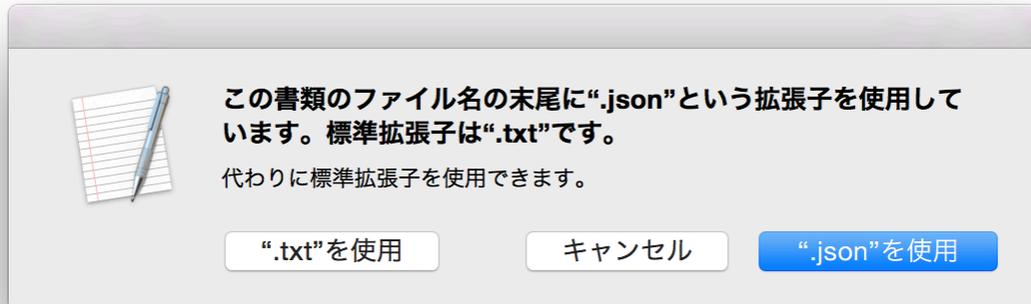 この書類のファイル名の末尾に“.json”という拡張子を使用して
います。標準拡張子は“.txt”です。
代わりに標準拡張子を使用できます。
“.txt”を使用
キャンセル
“.json”を使用